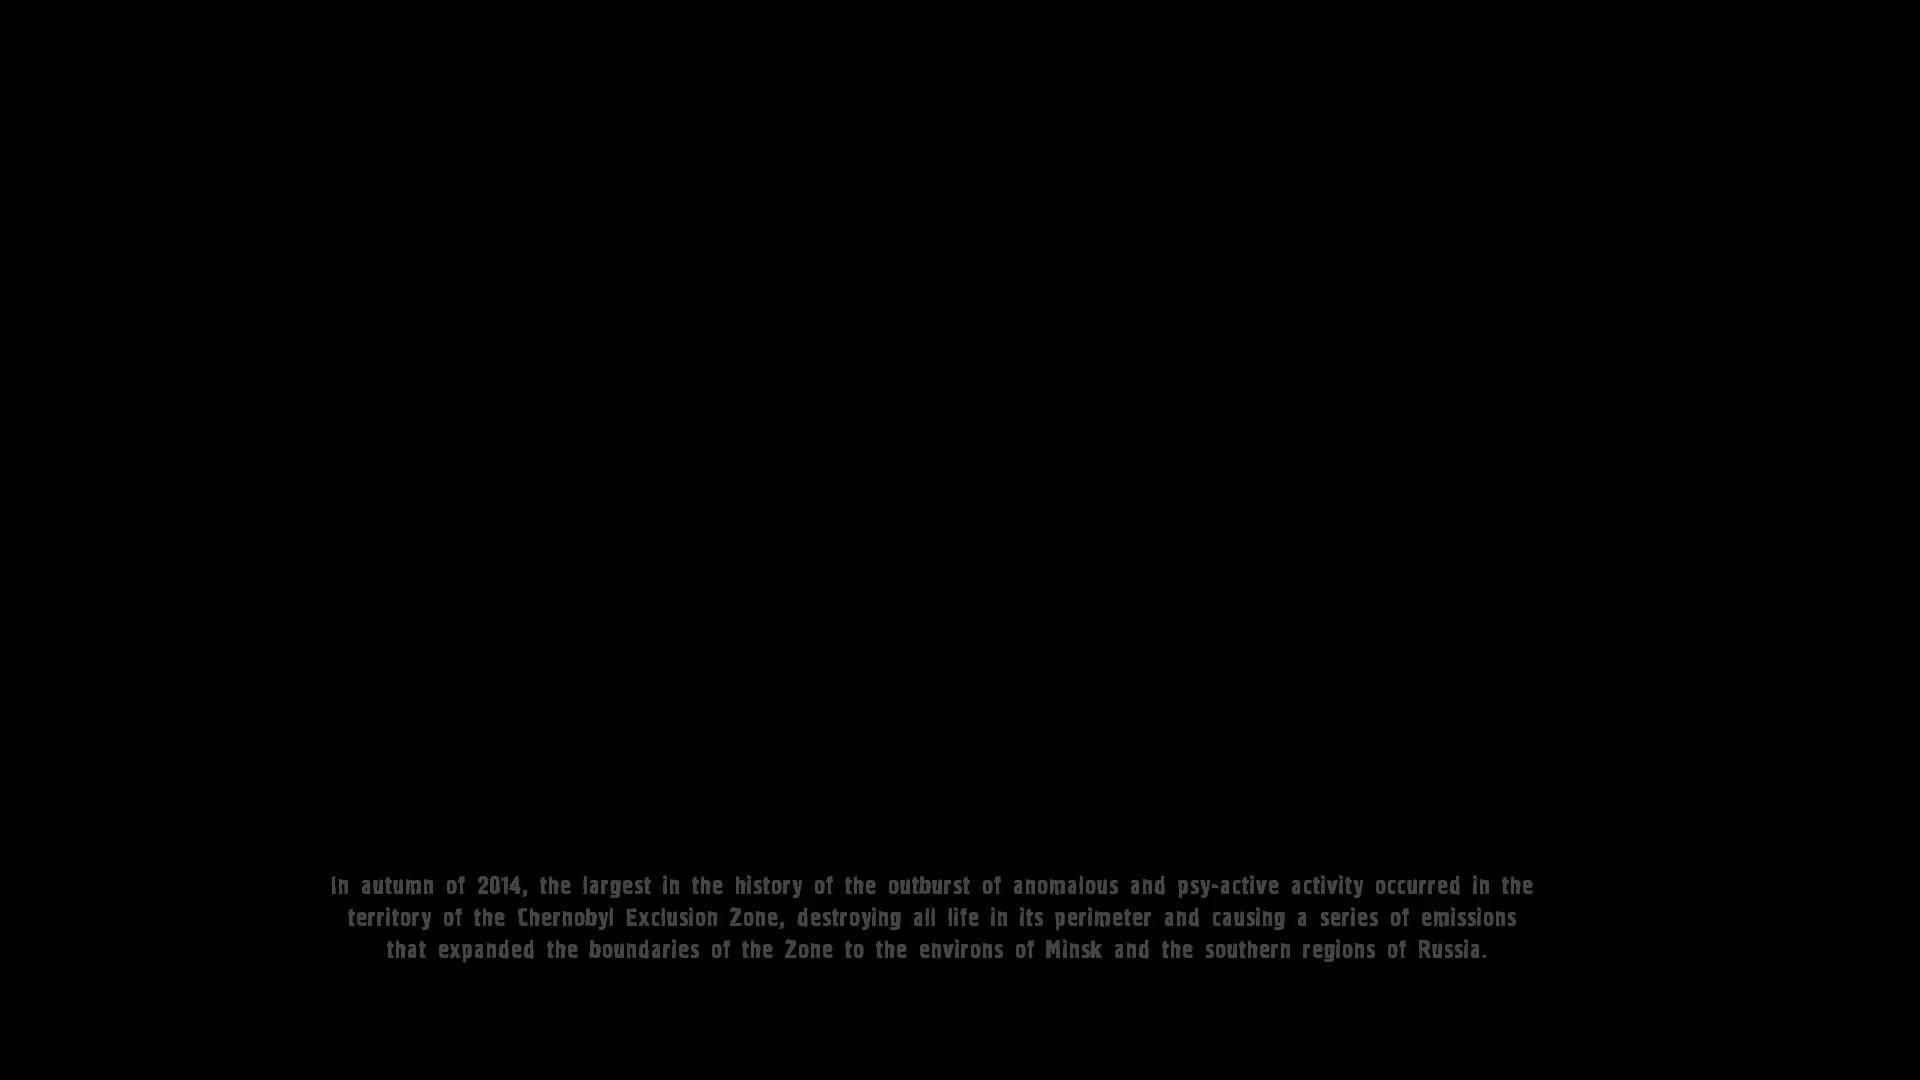 In autumn of 2014, the largest in the history of the outburst of anomalous and psy-active activity occurred in the
territory of the Chernobyl Exclusion Zone, destroying all life in its perimeter and causing a series of emissions
that expanded the boundaries of the Zone to the environs of Minsk and the southern regions of Russia.